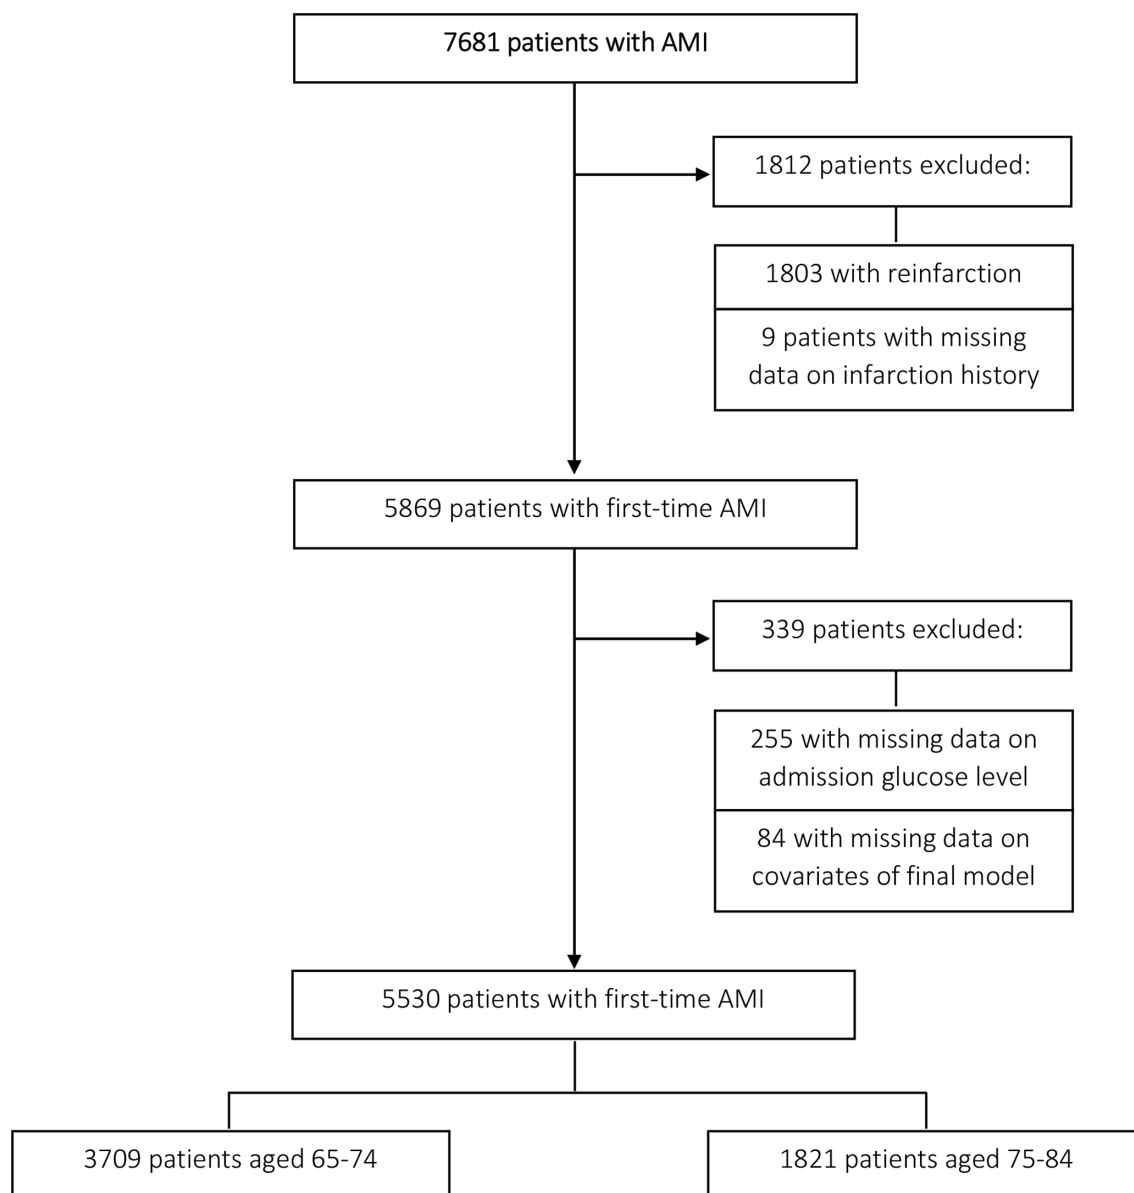 7681 patients with AMI
1812 patients excluded:
1803 with reinfarction
9 patients with missing
data on infarction history
5869 patients with first-time AMI
339 patients excluded:
255 with missing data on
admission glucose level
84 with missing data on
covariates of final model
5530 patients with first-time AMI
3709 patients aged 65-74
1821 patients aged 75-84